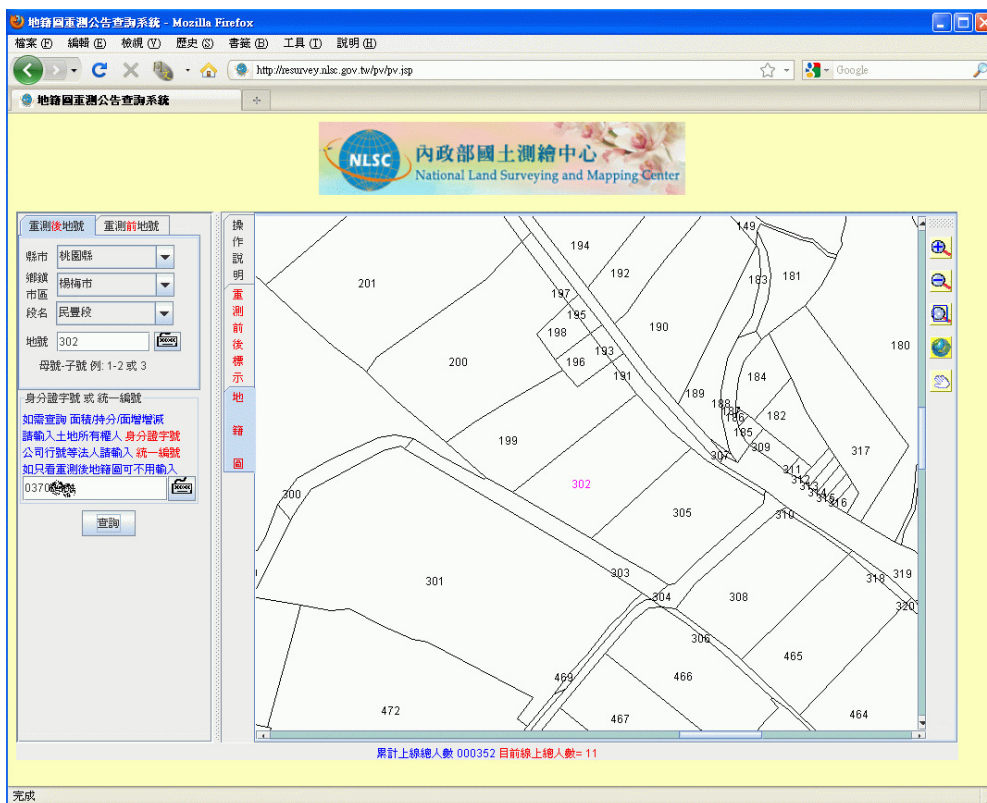 地籍圖重測公告查詢系統 - Mozilla Firefox
檔案(F) 編輯(E) 檢視(V) 歷史(S) 書籤(B) 工具(T) 說明(H)
http://resurvey.nlsc.gov.tw/pv/pv.jsp
Google
地籍圖重測公告查詢系統
NLSC
內政部國土測繪中心
National Land Surveying and Mapping Center
重測後地號 重測前地號
縣市 桃園縣
鄉鎮市區 楊梅市
段名 民豐段
地號 302
母號-子號 例: 1-2 或 3
身分證字號 或 統一編號
如需查詢 面積/持分/面增增減
請輸入土地所有權人 身分證字號
公司行號等法人請輸入 統一編號
如只看重測後地籍圖可不用輸入
0370
查詢
操作說明
重測前後標示
地籍圖
149
194
192
183 181
201
197
195
190
180
198
193
200
196
191
184
189
188
187
186
182
185
199
309
317
307
311
312
313
314
315
316
302
300
305
310
303
301
318 319
304
308
320
306
465
469
466
472
467
464
累計上線總人數 000352 目前線上總人數= 11
完成